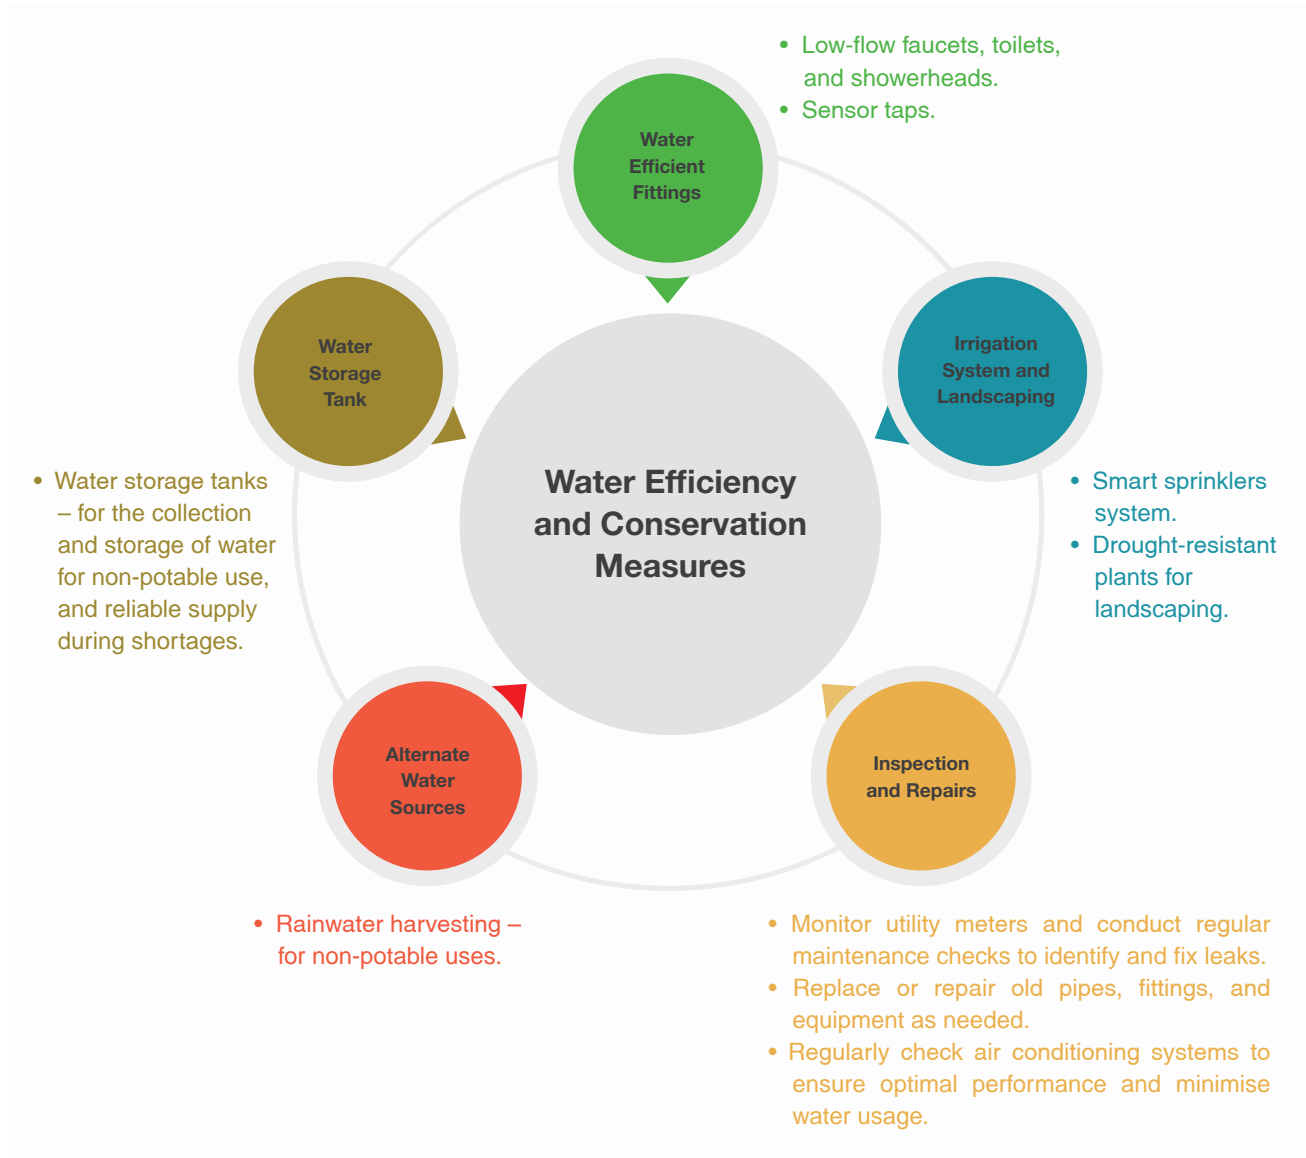 • Low-flow faucets, toilets,
and showerheads.
• Sensor taps.
Water
Efficient
Fittings
Irrigation
System and
Landscaping
• Smart sprinklers
system.
• Drought-resistant
plants for
landscaping.
Inspection
and Repairs
• Monitor utility meters and conduct regular
maintenance checks to identify and fix leaks.
• Replace or repair old pipes, fittings, and
equipment as needed.
• Regularly check air conditioning systems to
ensure optimal performance and minimise
water usage.
Alternate
Water
Sources
• Rainwater harvesting –
for non-potable uses.
Water
Storage
Tank
• Water storage tanks
– for the collection
and storage of water
for non-potable use,
and reliable supply
during shortages.
Water Efficiency
and Conservation
Measures